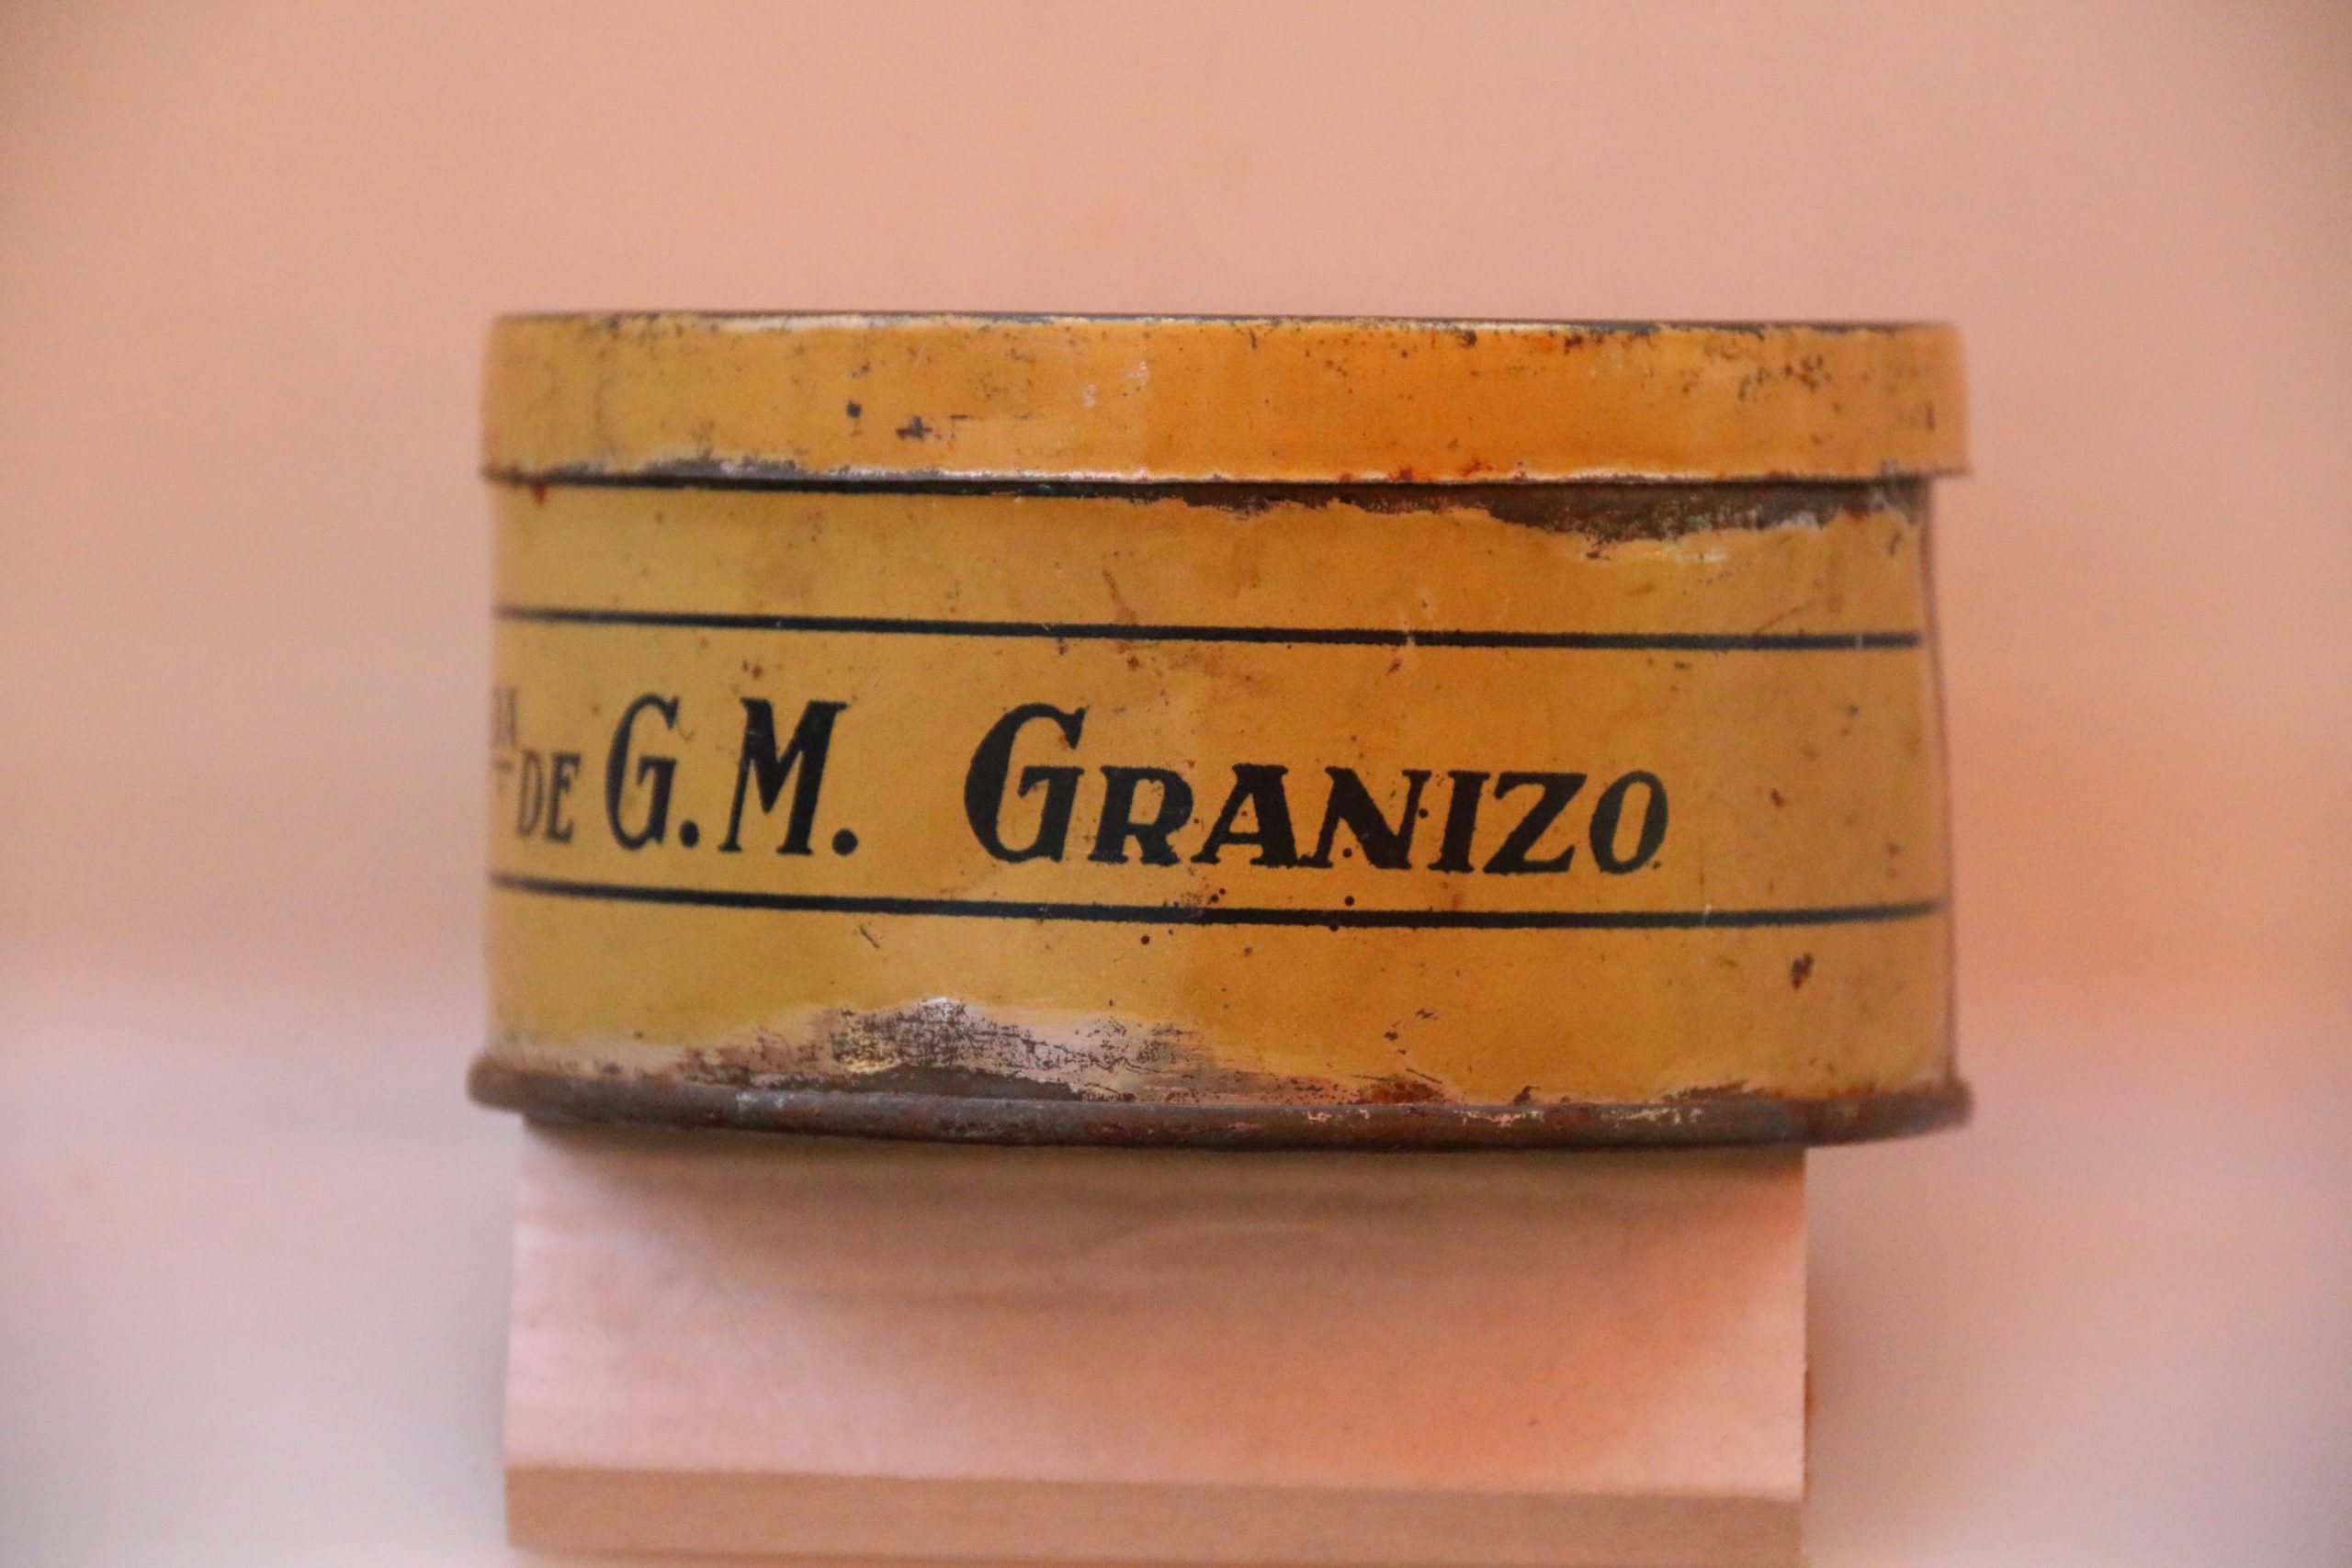 DE G. M. GRANIZO